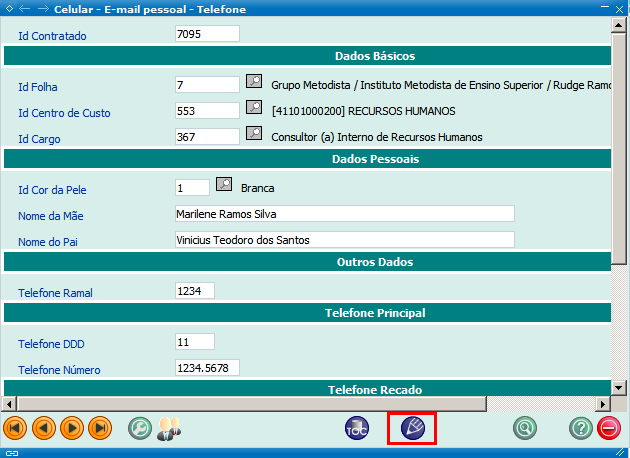 Celular - E-mail pessoal - Telefone
Id Contratado 7095
Dados Básicos
Id Folha 7 Grupo Metodista / Instituto Metodista de Ensino Superior / Rudge Ramo
Id Centro de Custo 553 [41101000200] RECURSOS HUMANOS
Id Cargo 367 Consultor (a) Interno de Recursos Humanos
Dados Pessoais
Id Cor da Pele 1 Branca
Nome da Mãe Marilene Ramos Silva
Nome do Pai Vinicius Teodoro dos Santos
Outros Dados
Telefone Ramal 1234
Telefone Principal
Telefone DDD 11
Telefone Número 1234.5678
Telefone Recado
TOC